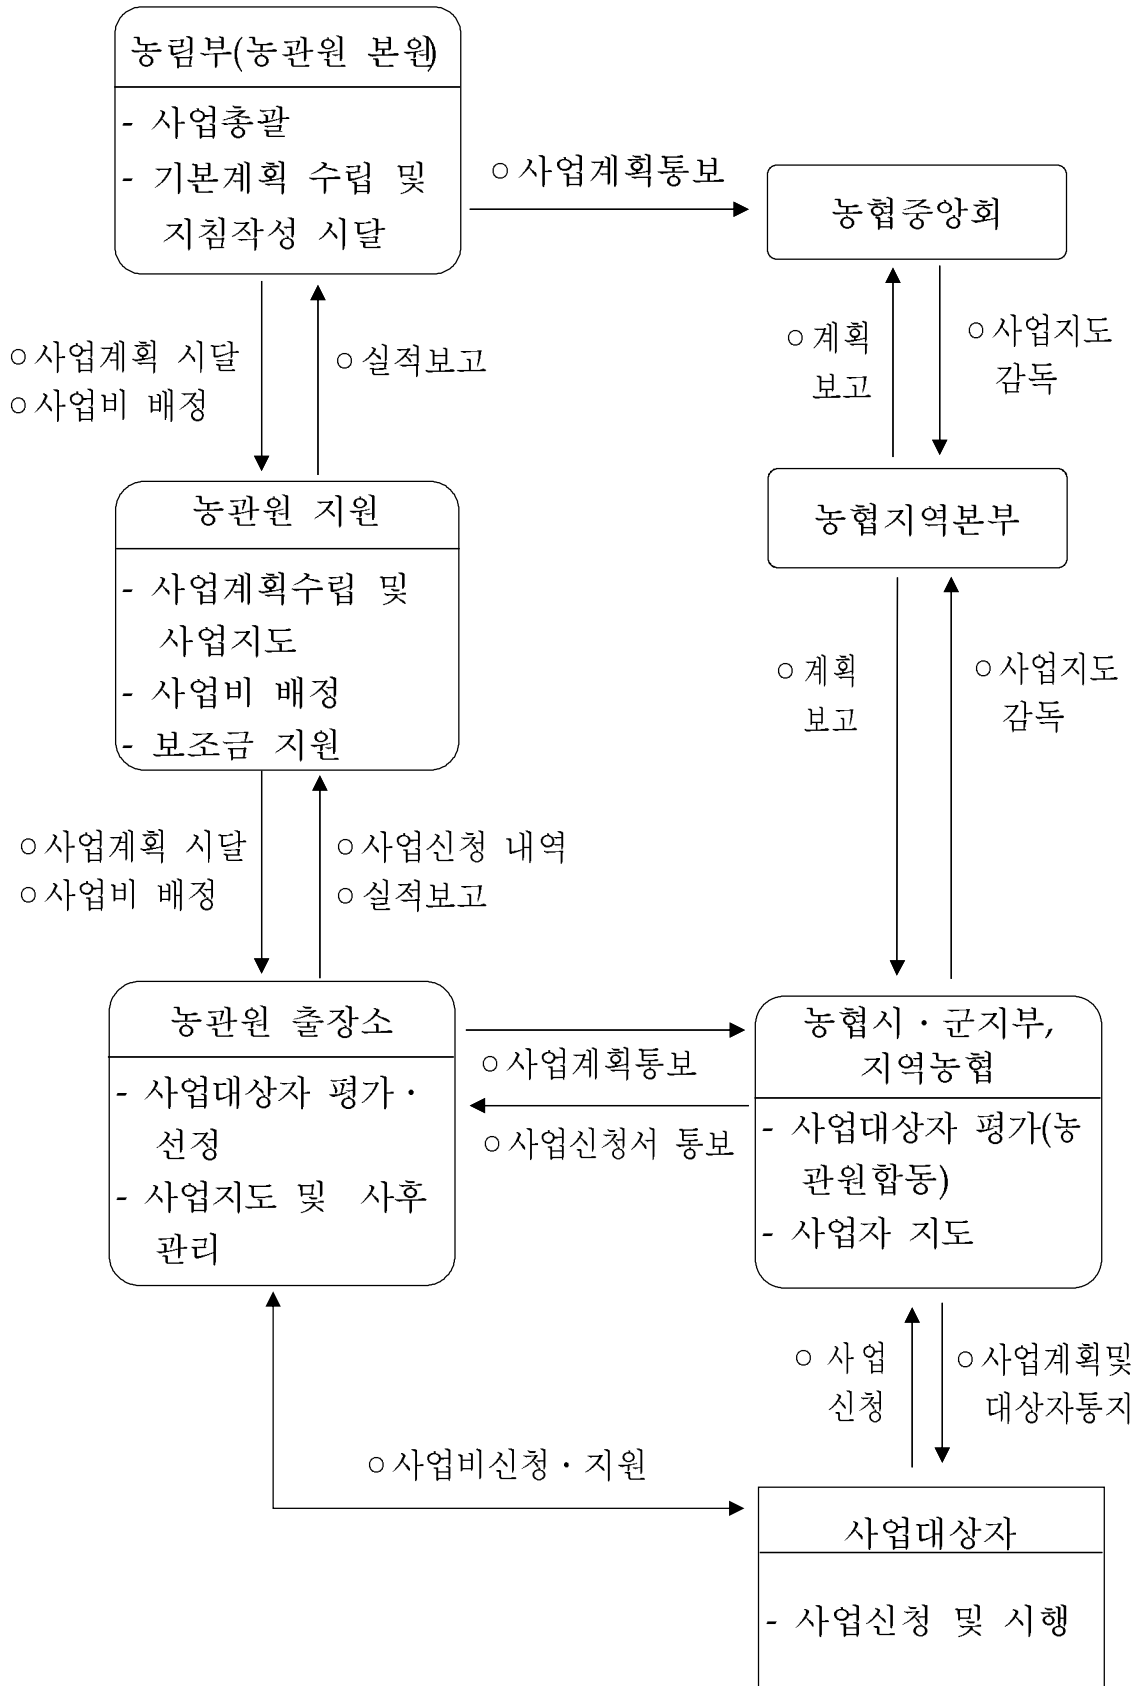 농림부(농관원 본원)
- 사업총괄
- 기본계획 수립 및
지침작성 시달
○ 사업계획통보
농협중앙회
○ 사업계획 시달
○ 사업비 배정
○ 실적보고
○ 계획
보고
○ 사업지도
감독
농관원 지원
- 사업계획수립 및
사업지도
- 사업비 배정
- 보조금 지원
농협지역본부
○ 계획
보고
○ 사업지도
감독
○ 사업계획 시달
○ 사업비 배정
○ 사업신청 내역
○ 실적보고
농관원 출장소
- 사업대상자 평가 ·
선정
- 사업지도 및 사후
관리
○ 사업계획통보
○ 사업신청서 통보
농협시 · 군지부,
지역농협
- 사업대상자 평가(농
관원합동)
- 사업자 지도
○ 사업
신청
○ 사업계획및
대상자통지
○ 사업비신청 · 지원
사업대상자
- 사업신청 및 시행